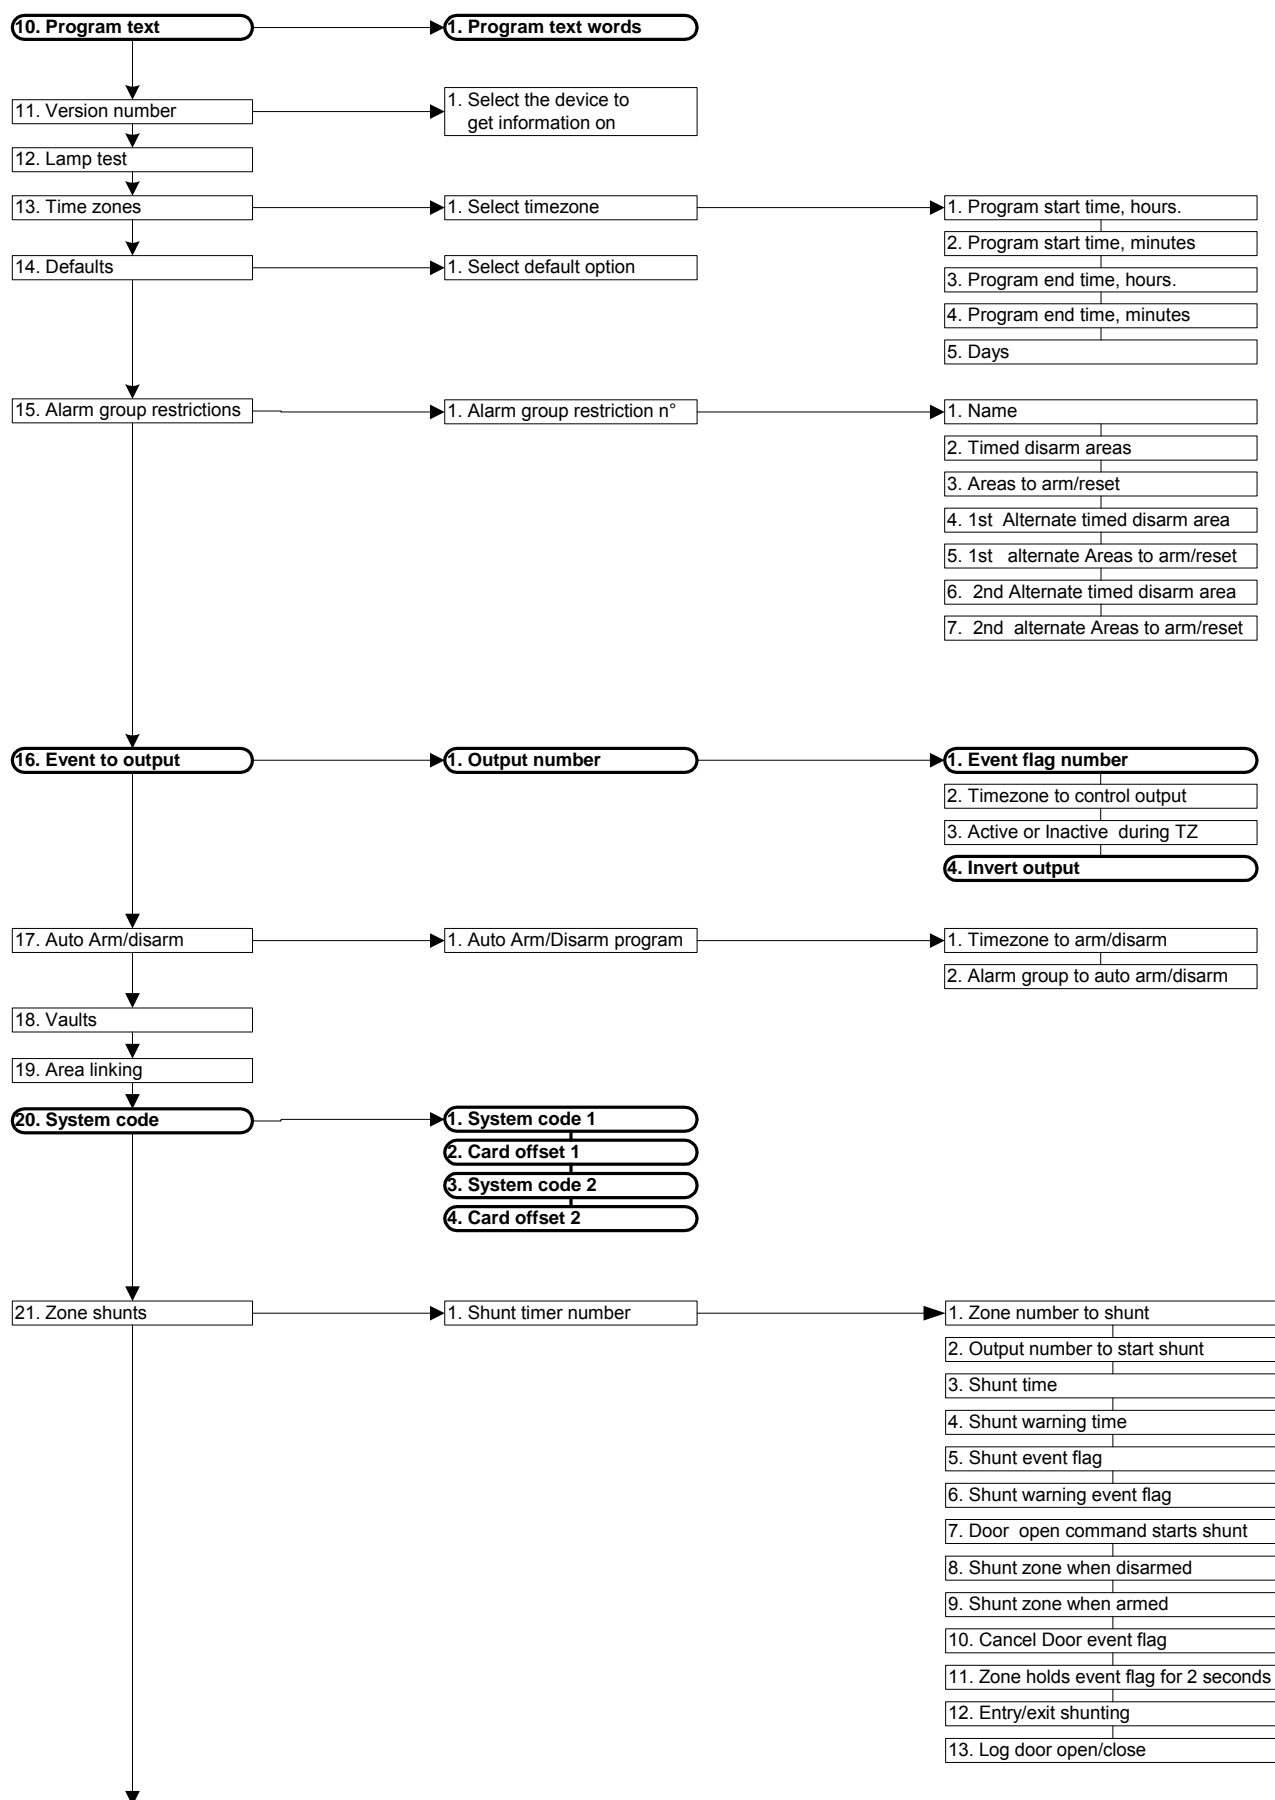 10. Program text
1. Program text words
11. Version number
1. Select the device to
get information on
12. Lamp test
13. Time zones
1. Select timezone
1. Program start time, hours.
2. Program start time, minutes
14. Defaults
1. Select default option
3. Program end time, hours.
4. Program end time, minutes
5. Days
15. Alarm group restrictions
1. Alarm group restriction n°
1. Name
2. Timed disarm areas
3. Areas to arm/reset
4. 1st  Alternate timed disarm area
5. 1st   alternate Areas to arm/reset
6.  2nd Alternate timed disarm area
7.  2nd  alternate Areas to arm/reset
16. Event to output
1. Output number
1. Event flag number
2. Timezone to control output
3. Active or Inactive  during TZ
4. Invert output
17. Auto Arm/disarm
1. Auto Arm/Disarm program
1. Timezone to arm/disarm
2. Alarm group to auto arm/disarm
18. Vaults
19. Area linking
20. System code
1. System code 1
2. Card offset 1
3. System code 2
4. Card offset 2
21. Zone shunts
1. Shunt timer number
1. Zone number to shunt
2. Output number to start shunt
3. Shunt time
4. Shunt warning time
5. Shunt event flag
6. Shunt warning event flag
7. Door  open command starts shunt
8. Shunt zone when disarmed
9. Shunt zone when armed
10. Cancel Door event flag
11. Zone holds event flag for 2 seconds
12. Entry/exit shunting
13. Log door open/close